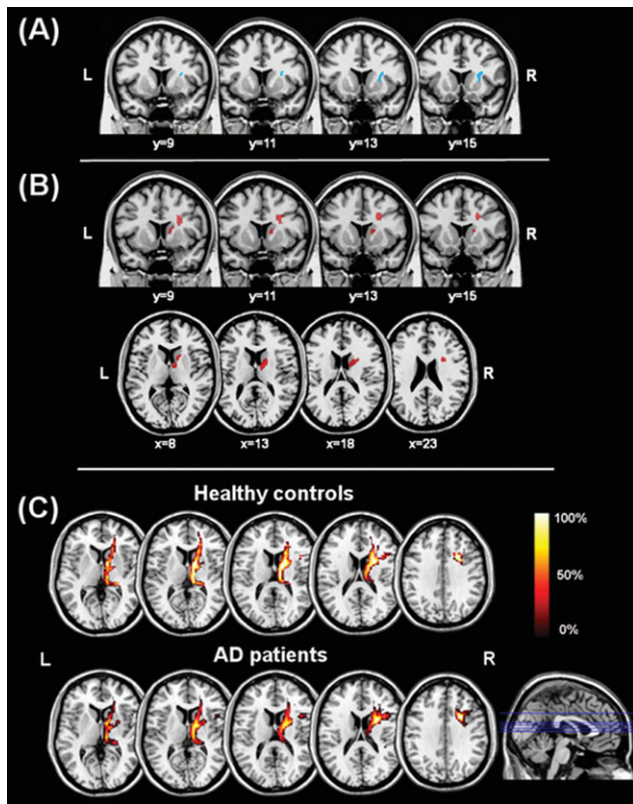 (A)
L R
y=9 y=11 y=13 y=15
(B)
L R
y=9 y=11 y=13 y=15
L R
x=8 x=13 x=18 x=23
Healthy controls
(C)
100%
50%
0%
L AD patients R